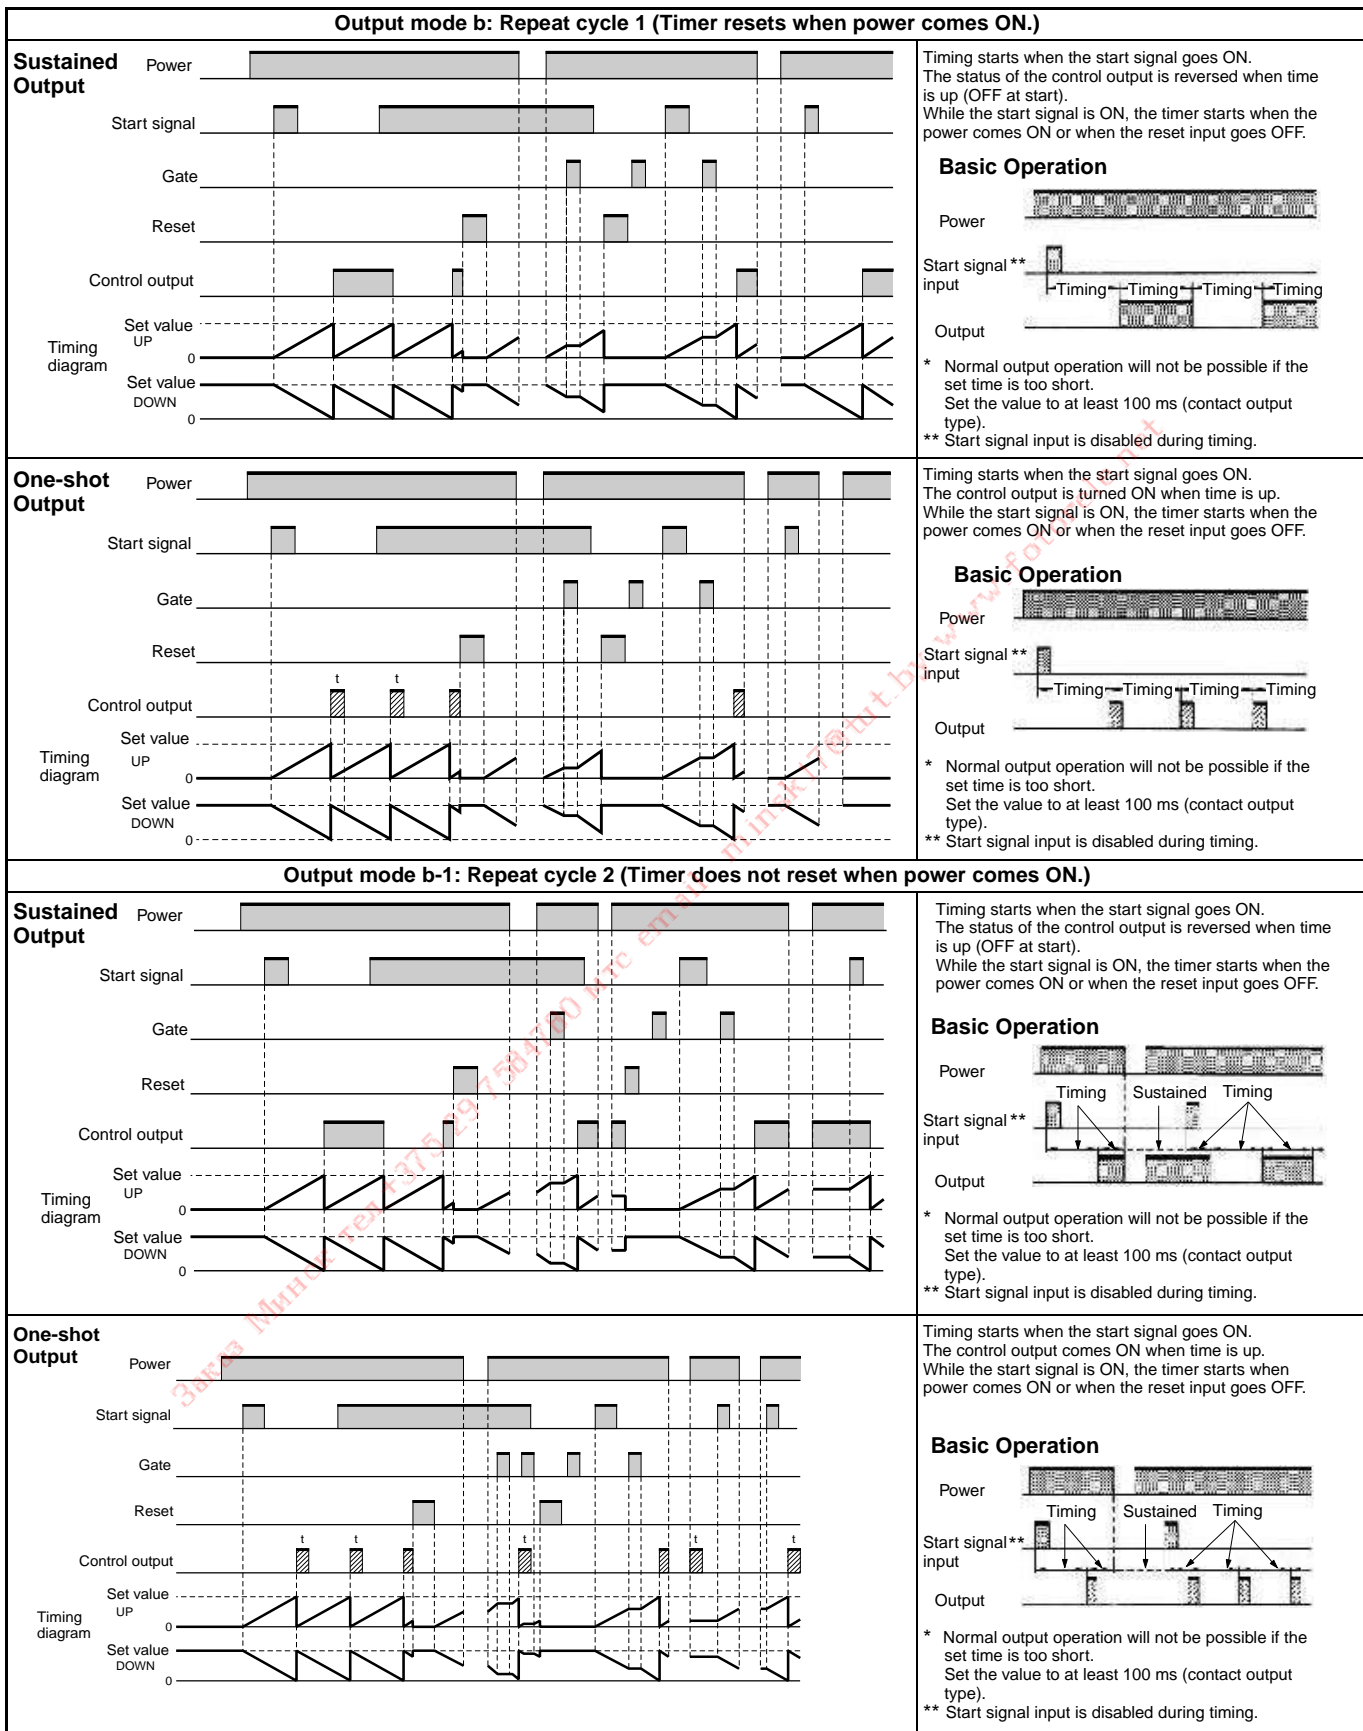 Output mode b: Repeat cycle 1 (Timer resets when power comes ON.)
Sustained
Output
Power
Start signal
Gate
Reset
Control output
Set value
UP
0
Timing
diagram
Set value
DOWN
0
Timing starts when the start signal goes ON.
The status of the control output is reversed when time
is up (OFF at start).
While the start signal is ON, the timer starts when the
power comes ON or when the reset input goes OFF.
Basic Operation
Power
Start signal **
input
Timing Timing Timing Timing
Output
* Normal output operation will not be possible if the
set time is too short.
Set the value to at least 100 ms (contact output
type).
** Start signal input is disabled during timing.
One-shot
Output
Power
Start signal
Gate
Reset
t t
Control output
Set value
UP
0
Timing
diagram
Set value
DOWN
0
Timing starts when the start signal goes ON.
The control output is turned ON when time is up.
While the start signal is ON, the timer starts when the
power comes ON or when the reset input goes OFF.
Basic Operation
Power
Start signal **
input
Timing Timing Timing Timing
Output
* Normal output operation will not be possible if the
set time is too short.
Set the value to at least 100 ms (contact output
type).
** Start signal input is disabled during timing.
Output mode b-1: Repeat cycle 2 (Timer does not reset when power comes ON.)
Sustained
Output
Power
Start signal
Gate
Reset
Control output
Set value
UP
0
Timing
diagram
Set value
DOWN
0
Timing starts when the start signal goes ON.
The status of the control output is reversed when time
is up (OFF at start).
While the start signal is ON, the timer starts when the
power comes ON or when the reset input goes OFF.
Basic Operation
Power
Timing Sustained Timing
Start signal **
input
Output
* Normal output operation will not be possible if the
set time is too short.
Set the value to at least 100 ms (contact output
type).
** Start signal input is disabled during timing.
One-shot
Output
Power
Start signal
Gate
Reset
t t t t t
Control output
Set value
UP
0
Timing
diagram
Set value
DOWN
0
Timing starts when the start signal goes ON.
The control output comes ON when time is up.
While the start signal is ON, the timer starts when
power comes ON or when the reset input goes OFF.
Basic Operation
Power
Timing Sustained Timing
Start signal **
input
Output
* Normal output operation will not be possible if the
set time is too short.
Set the value to at least 100 ms (contact output
type).
** Start signal input is disabled during timing.
Заказ Минск тел +375 29 7584780 мтс email minsk17@tut.by www.fotorele.net